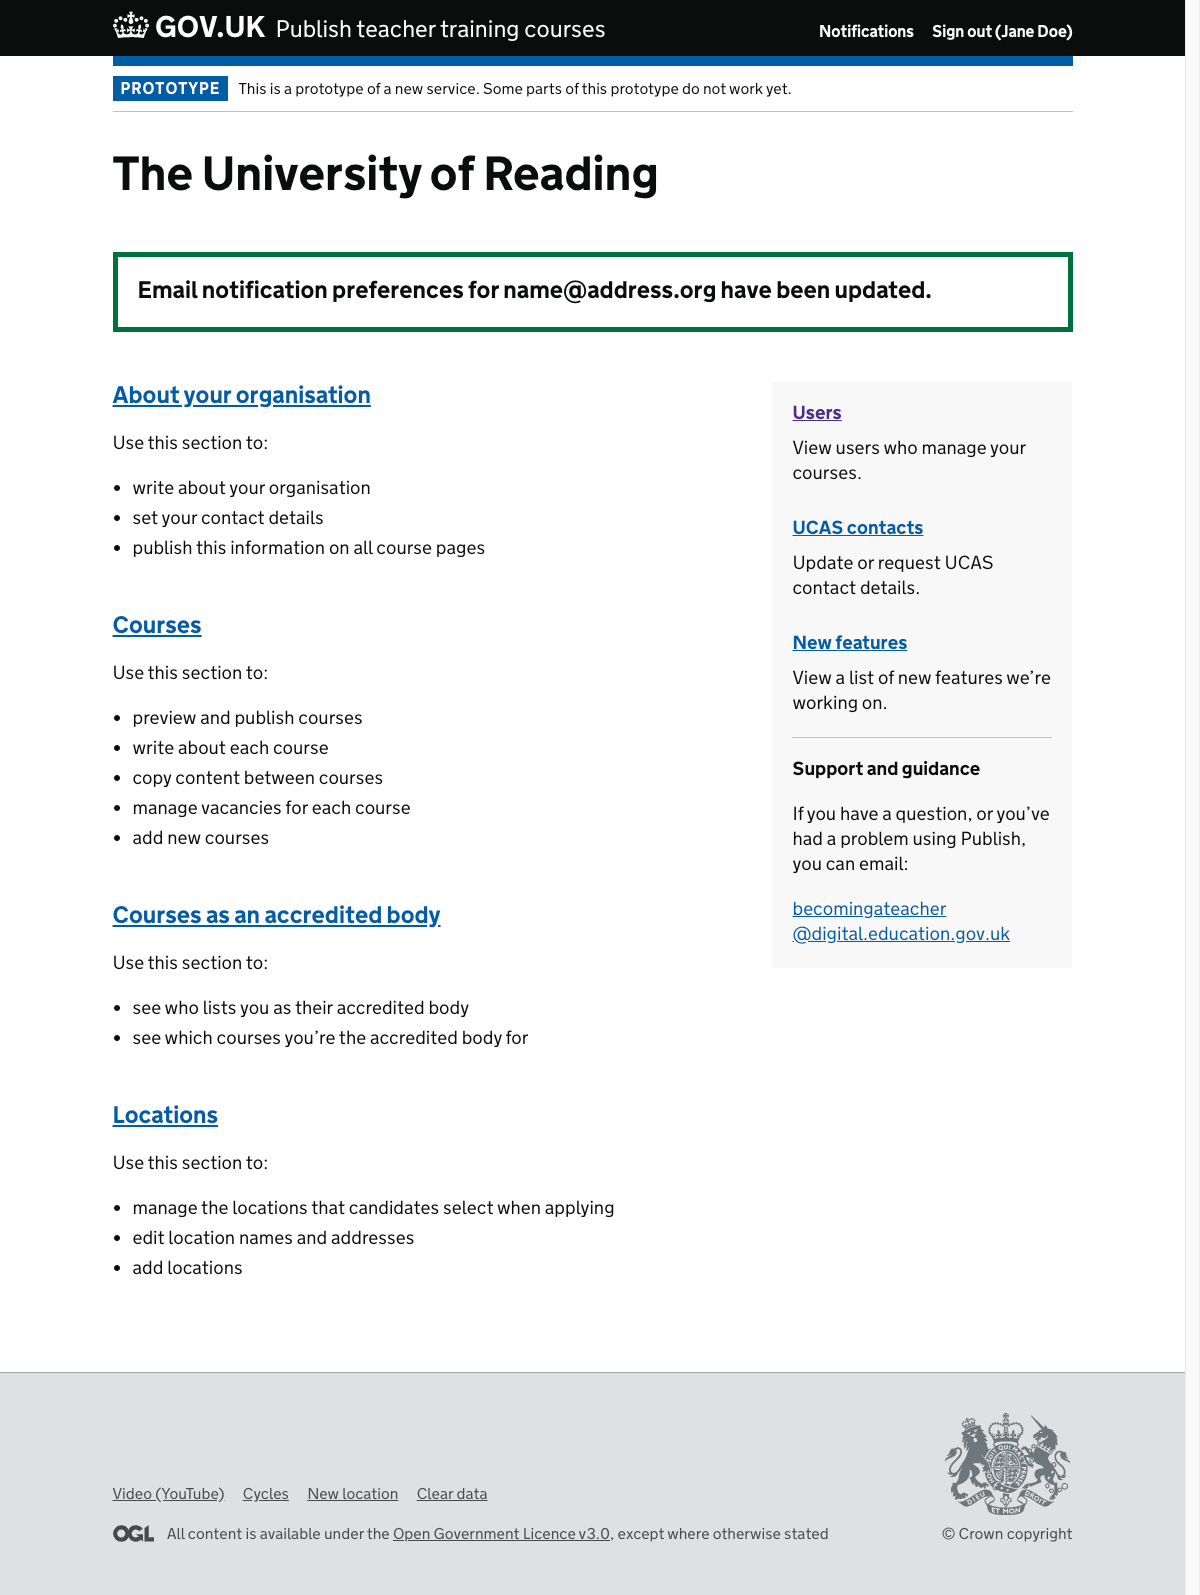 GOV.UK Publish teacher training courses
Notifications
Sign out (Jane Doe)
PROTOTYPE
This is a prototype of a new service. Some parts of this prototype do not work yet.
The University of Reading
Email notification preferences for name@address.org have been updated.
About your organisation
Use this section to:
• write about your organisation
• set your contact details
• publish this information on all course pages
Courses
Use this section to:
• preview and publish courses
• write about each course
• copy content between courses
• manage vacancies for each course
• add new courses
Courses as an accredited body
Use this section to:
• see who lists you as their accredited body
• see which courses you’re the accredited body for
Locations
Use this section to:
• manage the locations that candidates select when applying
• edit location names and addresses
• add locations
Users
View users who manage your
courses.
UCAS contacts
Update or request UCAS
contact details.
New features
View a list of new features we’re
working on.
Support and guidance
If you have a question, or you’ve
had a problem using Publish,
you can email:
becomingateacher
@digital.education.gov.uk
Video (YouTube)
Cycles
New location
Clear data
OGL
All content is available under the Open Government Licence v3.0, except where otherwise stated
DIEU ET MON DROIT
© Crown copyright